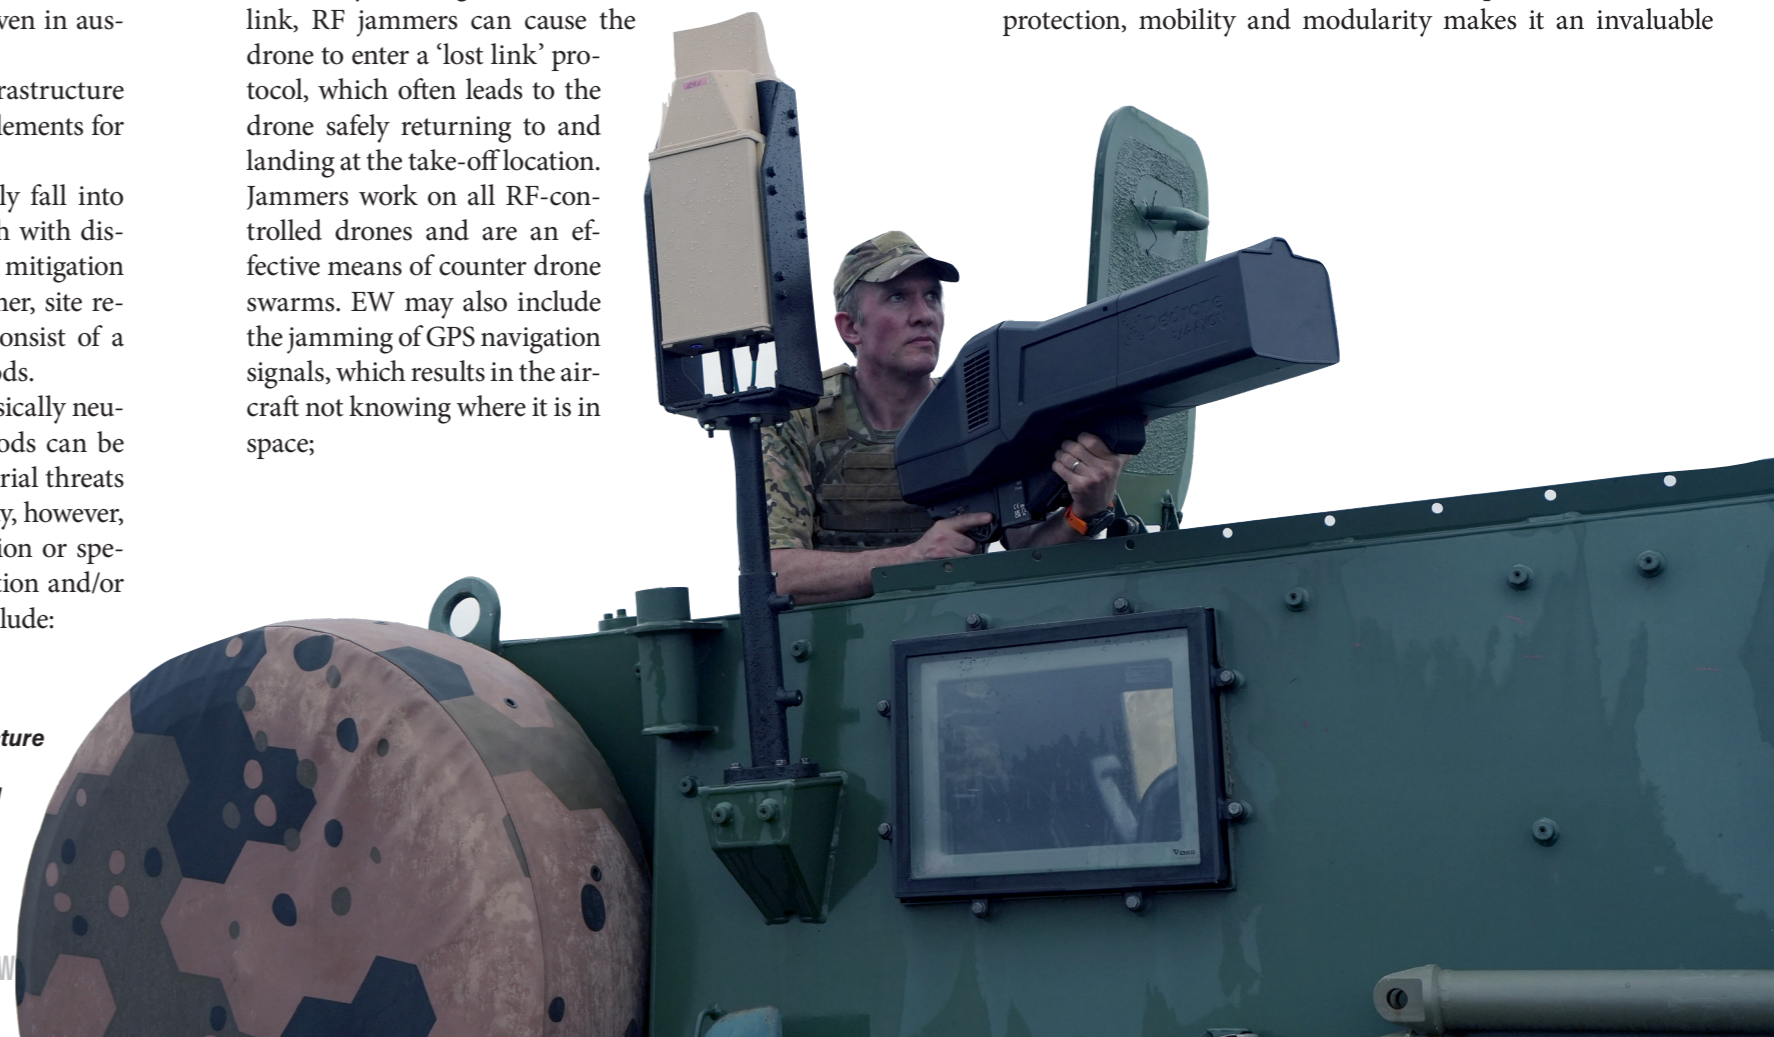 ven in aus-
rastructure
lements for
ly fall into
h with dis-
mitigation
ner, site re-
onsist of a
ods.
sically neu-
ods can be
rial threats
y, however,
ion or spe-
tion and/or
lude:
cture
W
link, RF jammers can cause the
drone to enter a ‘lost link’ pro-
tocol, which often leads to the
drone safely returning to and
landing at the take-off location.
Jammers work on all RF-con-
trolled drones and are an ef-
fective means of counter drone
swarms. EW may also include
the jamming of GPS navigation
signals, which results in the air-
craft not knowing where it is in
space;
protection, mobility and modularity makes it an invaluable
Dedrone